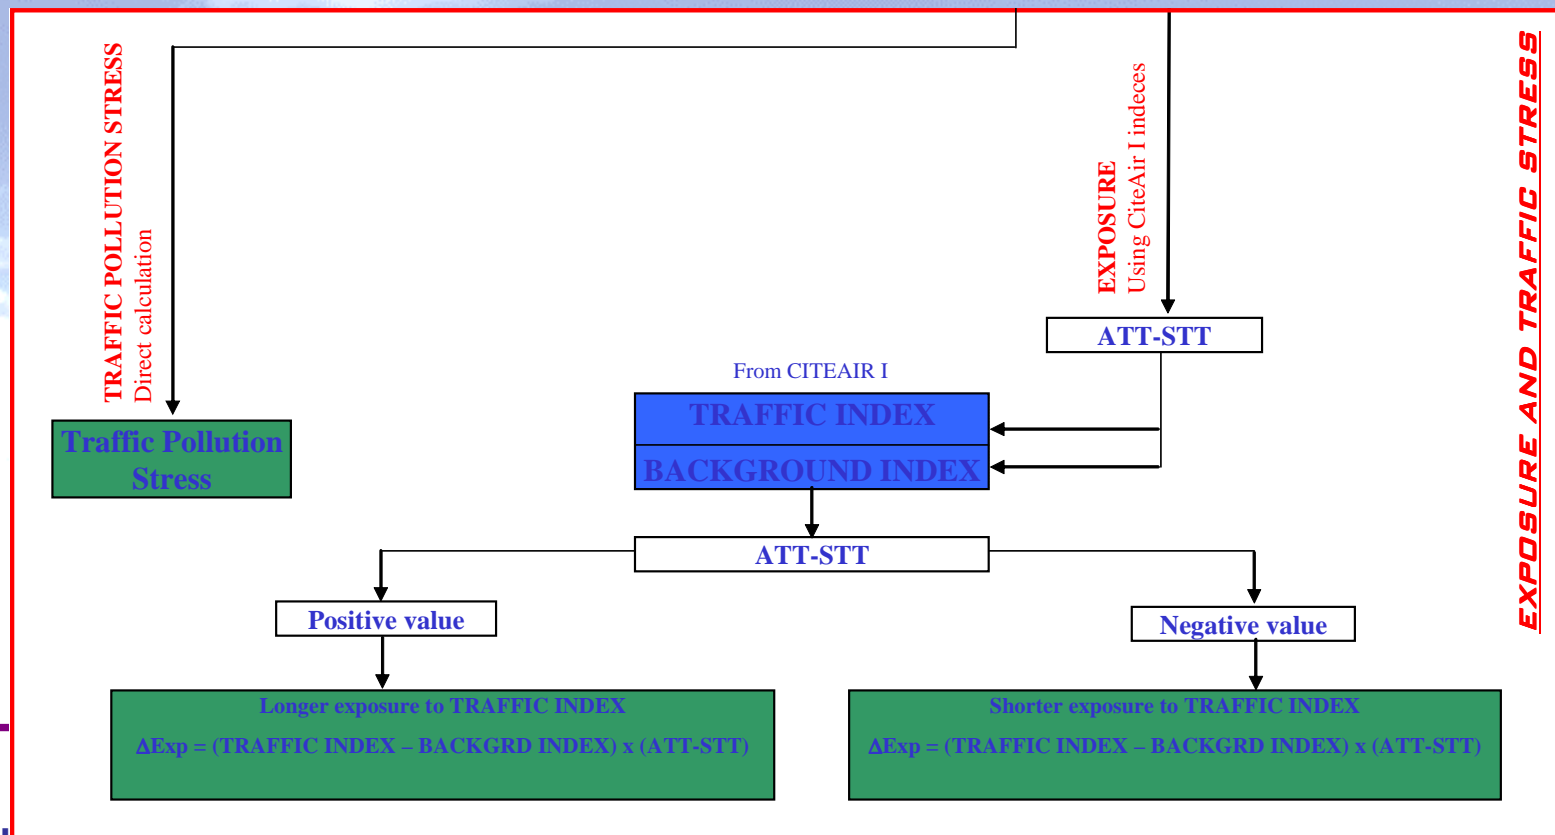 TRAFFIC POLLUTION STRESS
Direct calculation
EXPOSURE
Using CiteAir I indeces
EXPOSURE AND TRAFFIC STRESS
ATT-STT
From CITEAIR I
TRAFFIC INDEX
BACKGROUND INDEX
Traffic Pollution
Stress
ATT-STT
Positive value
Negative value
Longer exposure to TRAFFIC INDEX
ΔExp = (TRAFFIC INDEX – BACKGRD INDEX) x (ATT-STT)
Shorter exposure to TRAFFIC INDEX
ΔExp = (TRAFFIC INDEX – BACKGRD INDEX) x (ATT-STT)